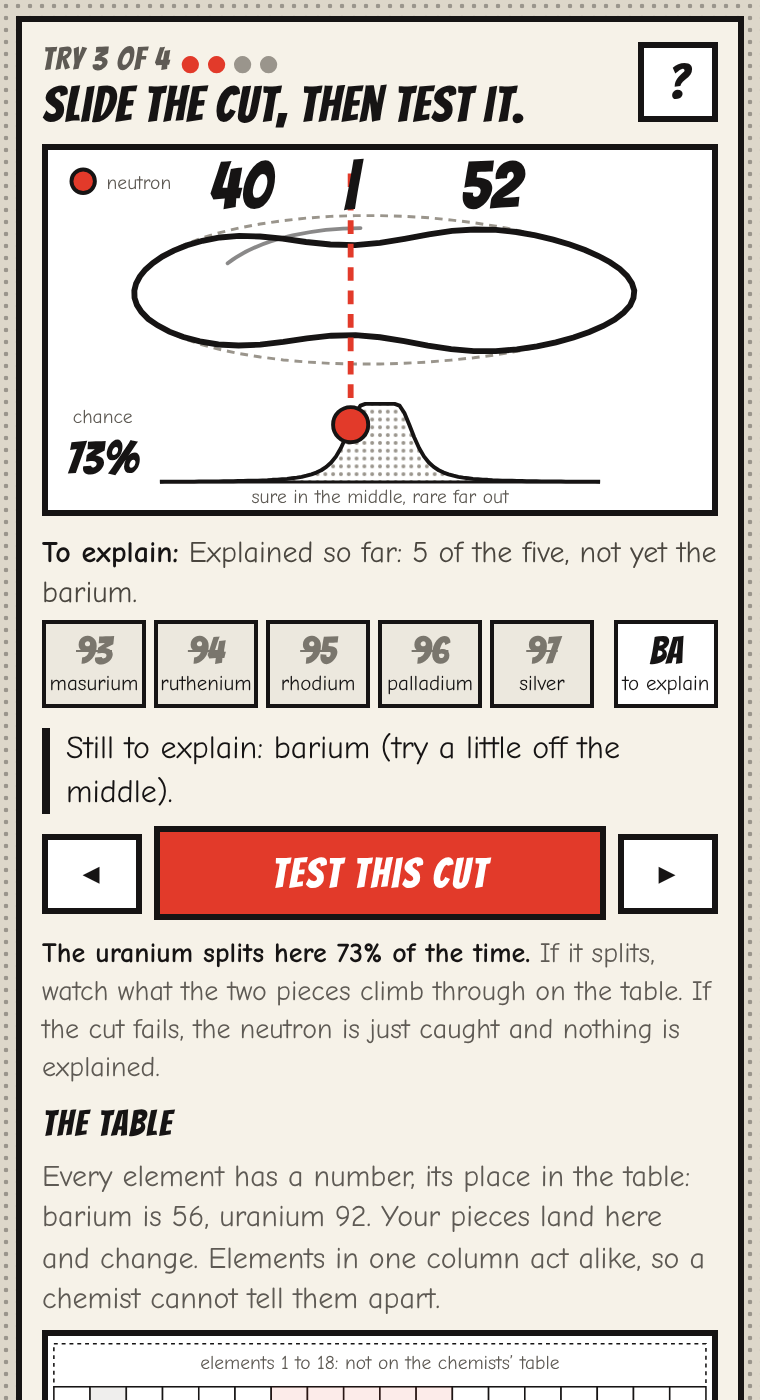 TRY 3 OF 4
SLIDE THE CUT, THEN TEST IT.
?
neutron
40 / 52
chance
73%
sure in the middle, rare far out
To explain: Explained so far: 5 of the five, not yet the
barium.
93 94 95 96 97 BA
masurium ruthenium rhodium palladium silver to explain
Still to explain: barium (try a little off the
middle).
◄ TEST THIS CUT ►
The uranium splits here 73% of the time. If it splits,
watch what the two pieces climb through on the table. If
the cut fails, the neutron is just caught and nothing is
explained.
THE TABLE
Every element has a number, its place in the table:
barium is 56, uranium 92. Your pieces land here
and change. Elements in one column act alike, so a
chemist cannot tell them apart.
elements 1 to 18: not on the chemists' table